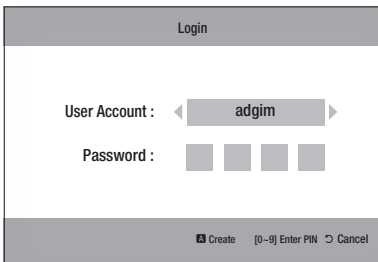 Login
User Account : adgim
Password :
A Create [0~9] Enter PIN Cancel